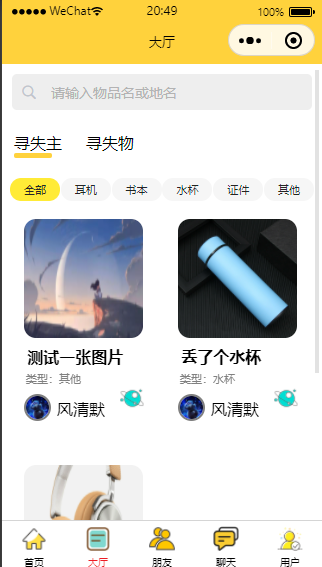 WeChat 20:49 100%
大厅
请输入物品名或地名
寻失主 寻失物
全部 耳机 书本 水杯 证件 其他
测试一张图片 丢了个水杯
类型：其他 类型：水杯
风清默 风清默
首页 大厅 朋友 聊天 用户